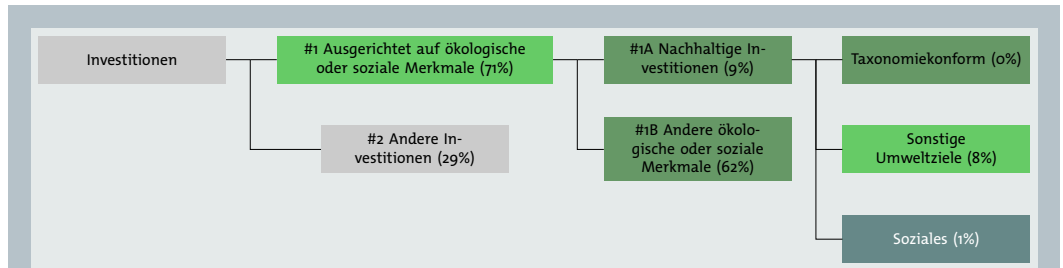 Investitionen
#1 Ausgerichtet auf ökologische
oder soziale Merkmale (71%)
#2 Andere In-
vestitionen (29%)
#1A Nachhaltige In-
vestitionen (9%)
#1B Andere ökolo-
gische oder soziale
Merkmale (62%)
Taxonomiekonform (0%)
Sonstige
Umweltziele (8%)
Soziales (1%)